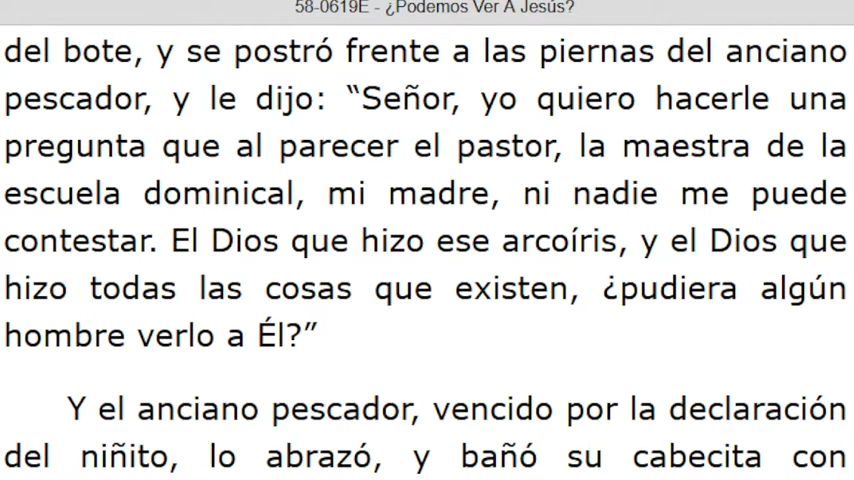 58-0619E - ¿Podemos Ver A Jesús?
del bote, y se postró frente a las piernas del anciano
pescador, y le dijo: “Señor, yo quiero hacerle una
pregunta que al parecer el pastor, la maestra de la
escuela dominical, mi madre, ni nadie me puede
contestar. El Dios que hizo ese arcoíris, y el Dios que
hizo todas las cosas que existen, ¿pudiera algún
hombre verlo a Él?”
Y el anciano pescador, vencido por la declaración
del niñito, lo abrazó, y bañó su cabecita con